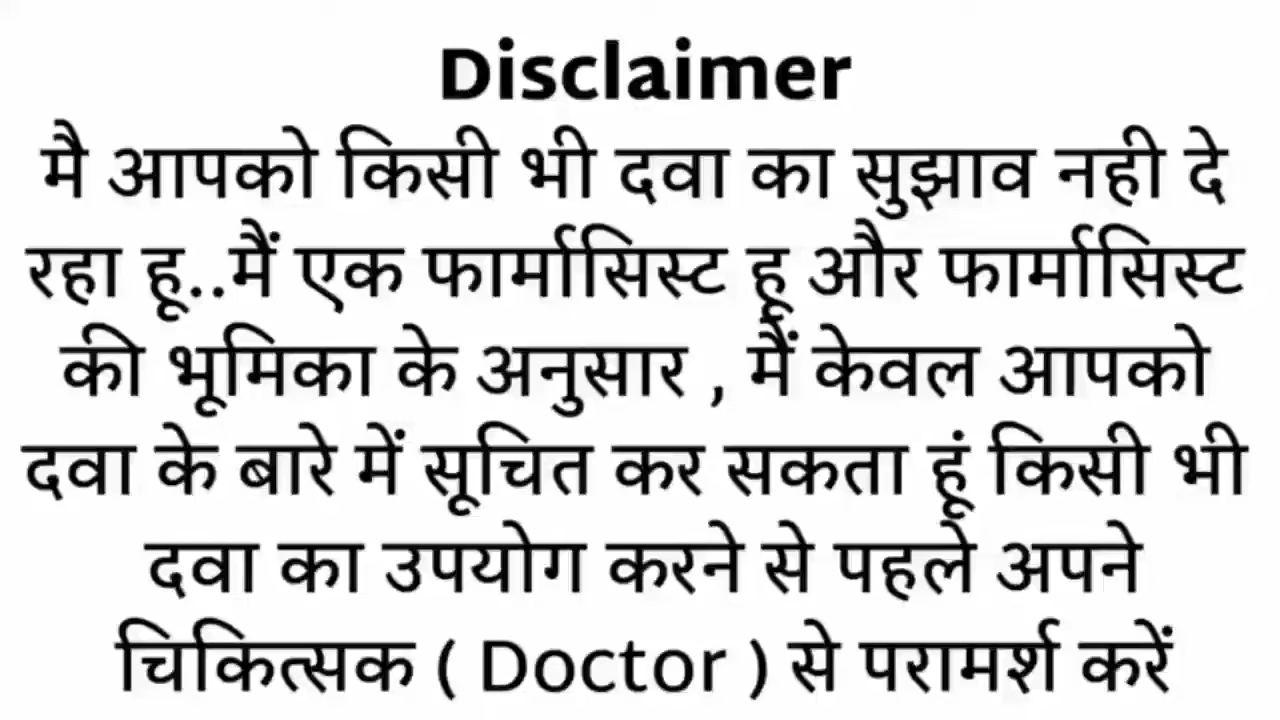 Disclaimer
मै आपको किसी भी दवा का सुझाव नही दे
रहा हू..मैं एक फार्मासिस्ट हू और फार्मासिस्ट
की भूमिका के अनुसार , मैं केवल आपको
दवा के बारे में सूचित कर सकता हूं किसी भी
दवा का उपयोग करने से पहले अपने
चिकित्सक ( Doctor ) से परामर्श करें